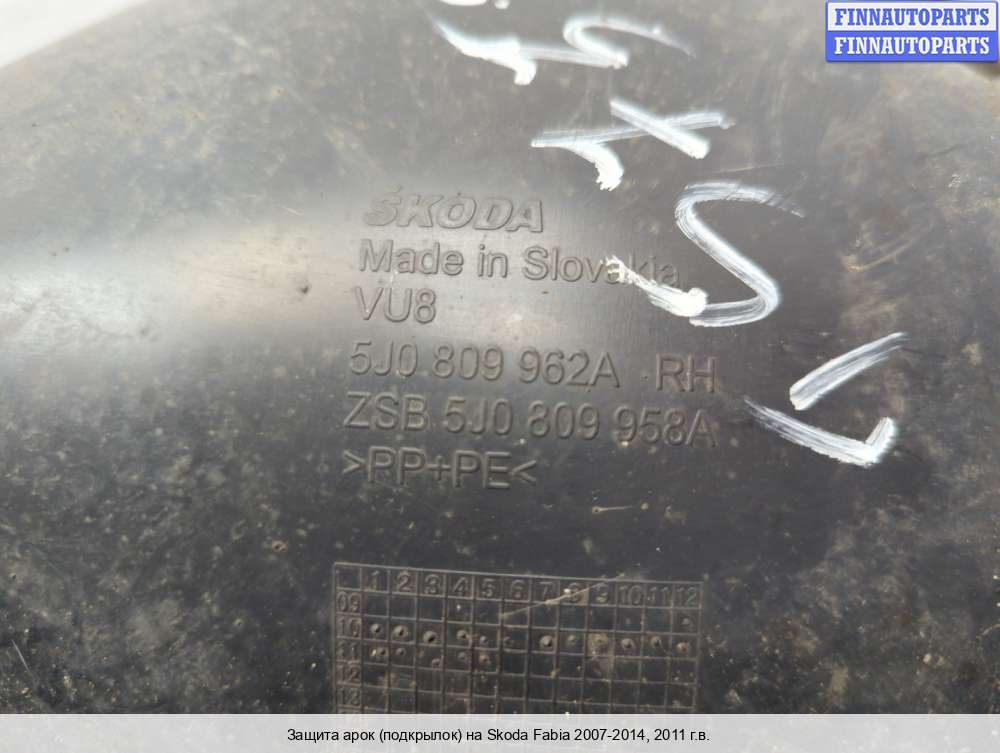 FINNAUTOPARTS
FINNAUTOPARTS
ŠKODA
Made in Slovakia
VU8
5J0 809 962A RH
ZSB 5J0 809 958A
>PP+PE<
1 2 3 4 5 6 7 8 9 10 11 12
09
10
11
12
13
Защита арок (подкрылок) на Skoda Fabia 2007-2014, 2011 г.в.